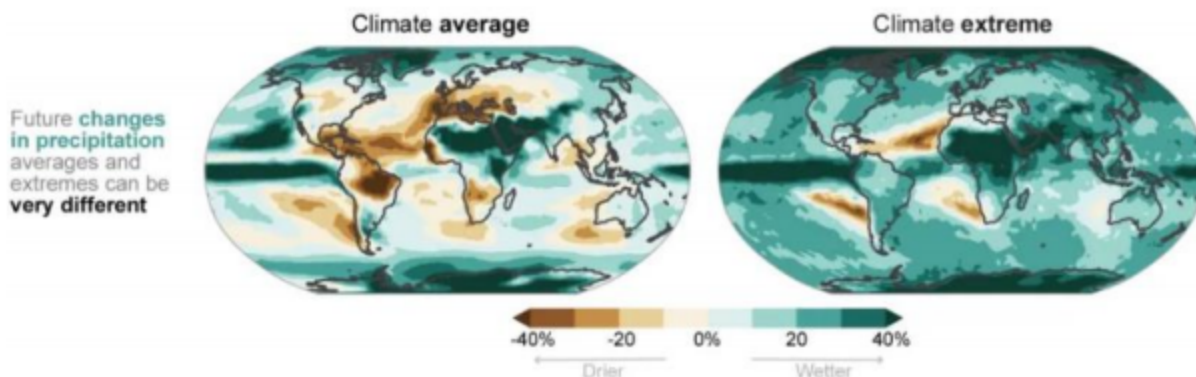 Climate average
Climate extreme
Future changes
in precipitation
averages and
extremes can be
very different
-40%
-20
0%
20
40%
Drier
Wetter